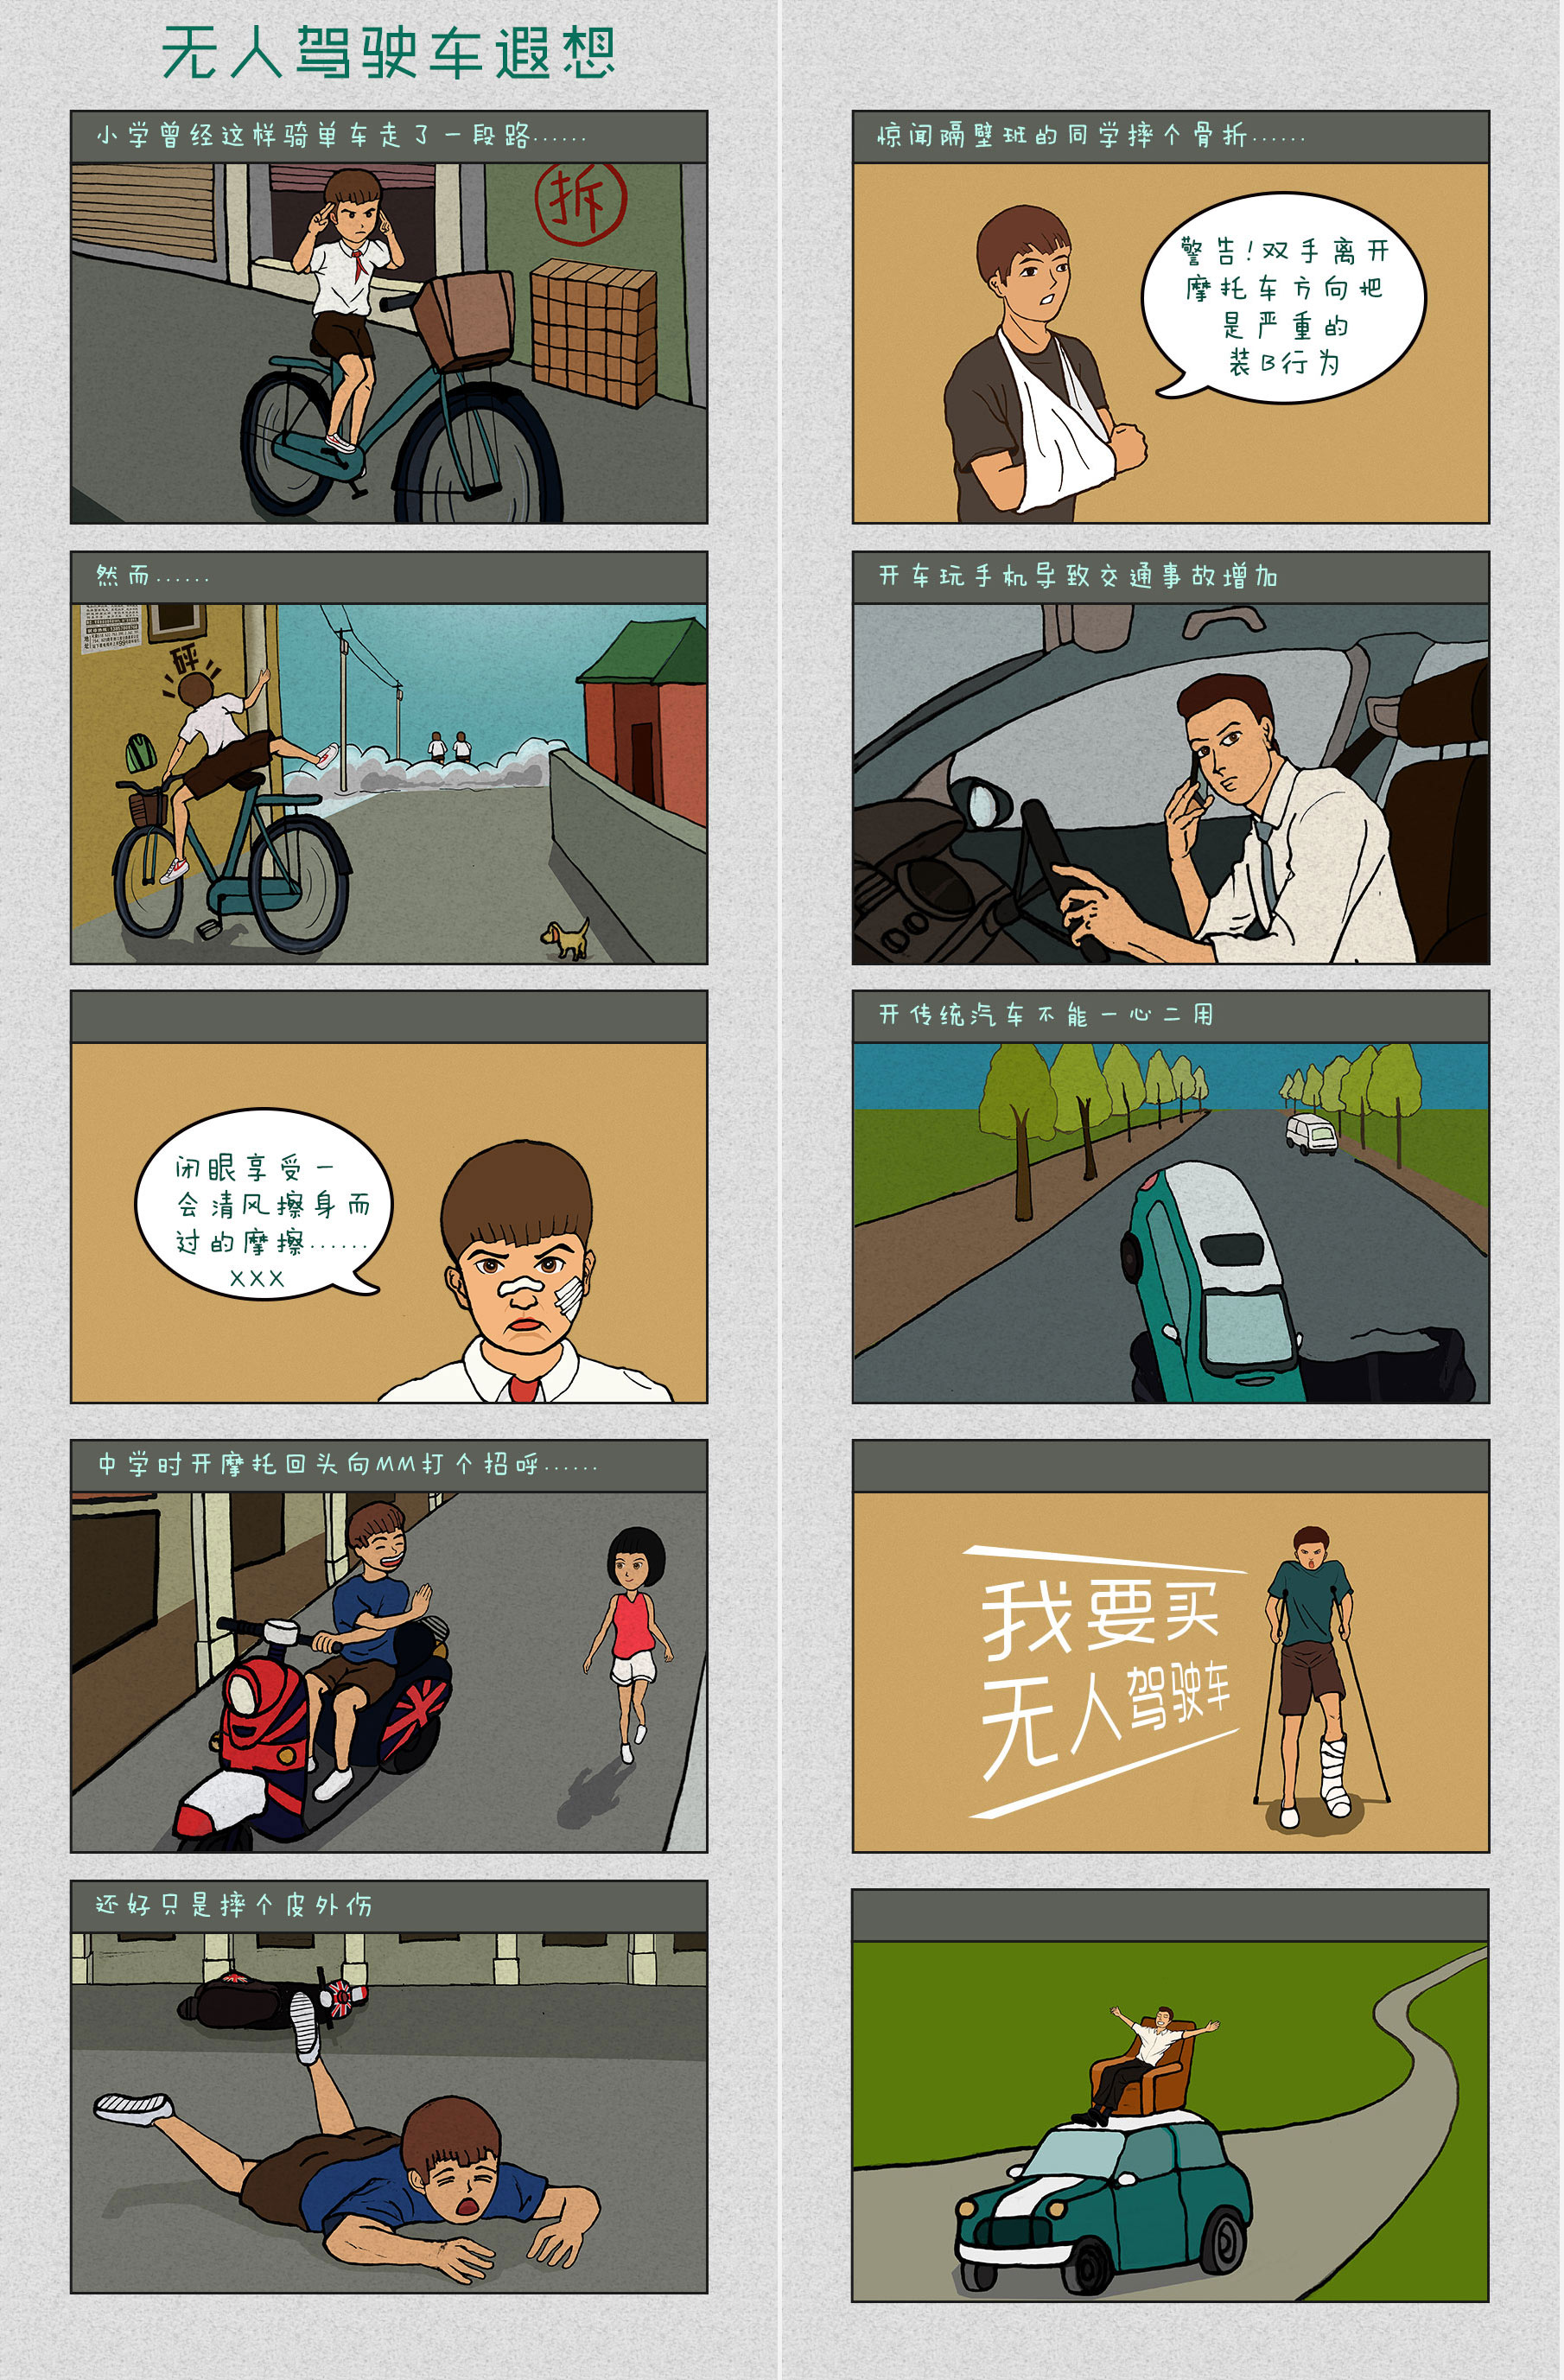 无人驾驶车遐想
小学曾经这样骑单车走了一段路……
拆
然而……
砰
闭眼享受一
会清风擦身而
过的摩擦……
XXX
中学时开摩托回头向MM打个招呼……
还好只是摔个皮外伤
惊闻隔壁班的同学摔个骨折……
警告!双手离开
摩托车方向把
是严重的
装B行为
开车玩手机导致交通事故增加
开传统汽车不能一心二用
我要买
无人驾驶车